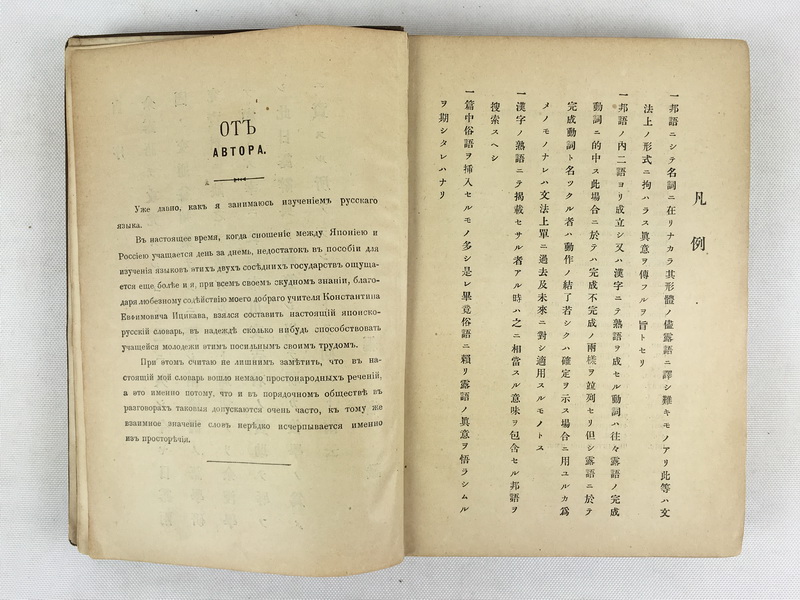 ОТЪ
АВТОРА.
Уже давно, какъ я занимаюсь изученіемъ русскаго
языка.
Въ настоящее время, когда сношеніе между Японіею и
Россіею учащается день за днемъ, недостатокъ въ пособіи для
изученія языковъ этихъ двухъ сосѣднихъ государствъ ощуща-
ется еще болѣе и я, при всемъ своемъ скудномъ знаніи, благо-
даря любезному содѣйствію моего добраго учителя Константина
Евѳимовича Ицикава, взялся составить настоящій японско-
русскій словарь, въ надеждѣ сколько нибудь способствовать
учащейся молодежи этимъ посильнымъ своимъ трудомъ.
При этомъ считаю не лишнимъ замѣтить, что въ на-
стоящій мой словарь вошло немало простонародныхъ реченій,
а это именно потому, что и въ порядочномъ обществѣ въ
разговорахъ таковыя допускаются очень часто, къ тому же
взаимное значеніе словъ нерѣдко исчерпывается именно
изъ просторѣчія.
凡例
一邦語ニシテ名詞ニ在リナカラ其形體ノ儘露語ニ譯シ難キモノアリ此等ハ文
法上ノ形式ニ拘ハラス眞意ヲ傳フルヲ旨トセリ
一邦語ノ内二語ヨリ成立シ又ハ漢字ニテ熟語ヲ成セル動詞ハ往々露語ノ完成
動詞ニ的中ス此場合ニ於テハ完成不完成ノ兩樣ヲ竝列セリ但シ露語ニ於テ
完成動詞ト名ツクル者ハ動作ノ結了若シクハ確定ヲ示ス場合ニ用ユルカ爲
メノモノナレハ文法上單ニ過去及未來ニ對シ適用スルモノトス
一漢字ノ熟語ニテ揭載セサル者アル時ハ之ニ相當スル意味ヲ包含セル邦語ヲ
搜索スヘシ
一篇中俗語ヲ挿入セルモノ多シ是レ畢竟俗語ニ賴リ露語ノ眞意ヲ悟ラシムル
ヲ期シタレハナリ